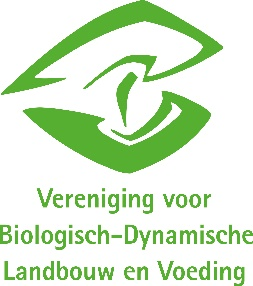 Vereniging voor
Biologisch-Dynamische
Landbouw en Voeding